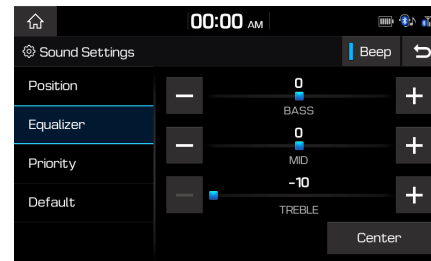 00:00 AM
Sound Settings
Beep
Position
Equalizer
Priority
Default
0
BASS
0
MID
-10
TREBLE
Center